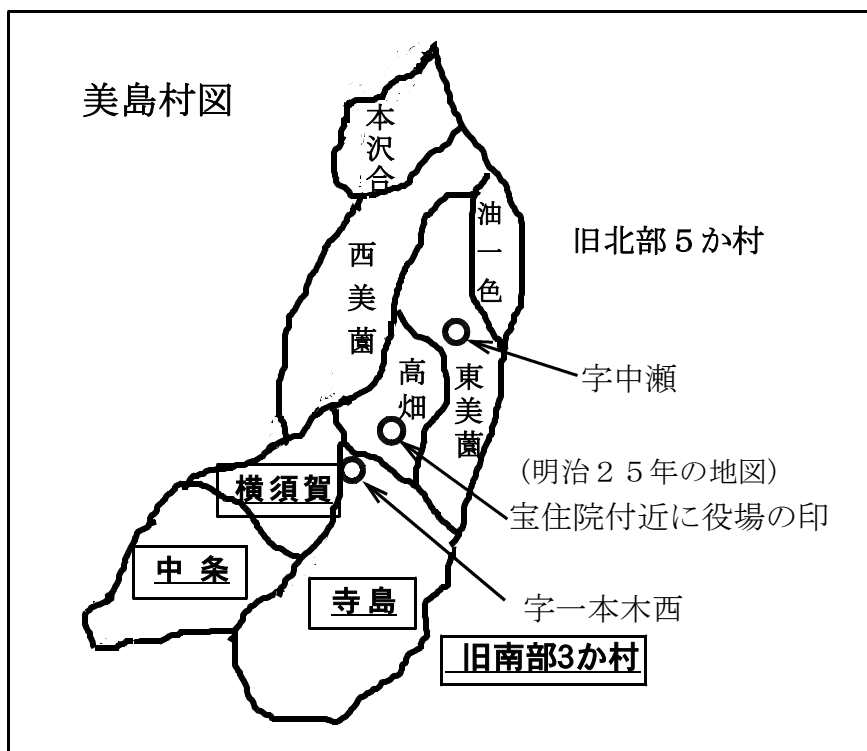 美島村図
本沢合
油一色
旧北部５か村
西美薗
高畑
東美薗
字中瀬
横須賀
（明治２５年の地図）
宝住院付近に役場の印
中条
寺島
字一本木西
旧南部3か村